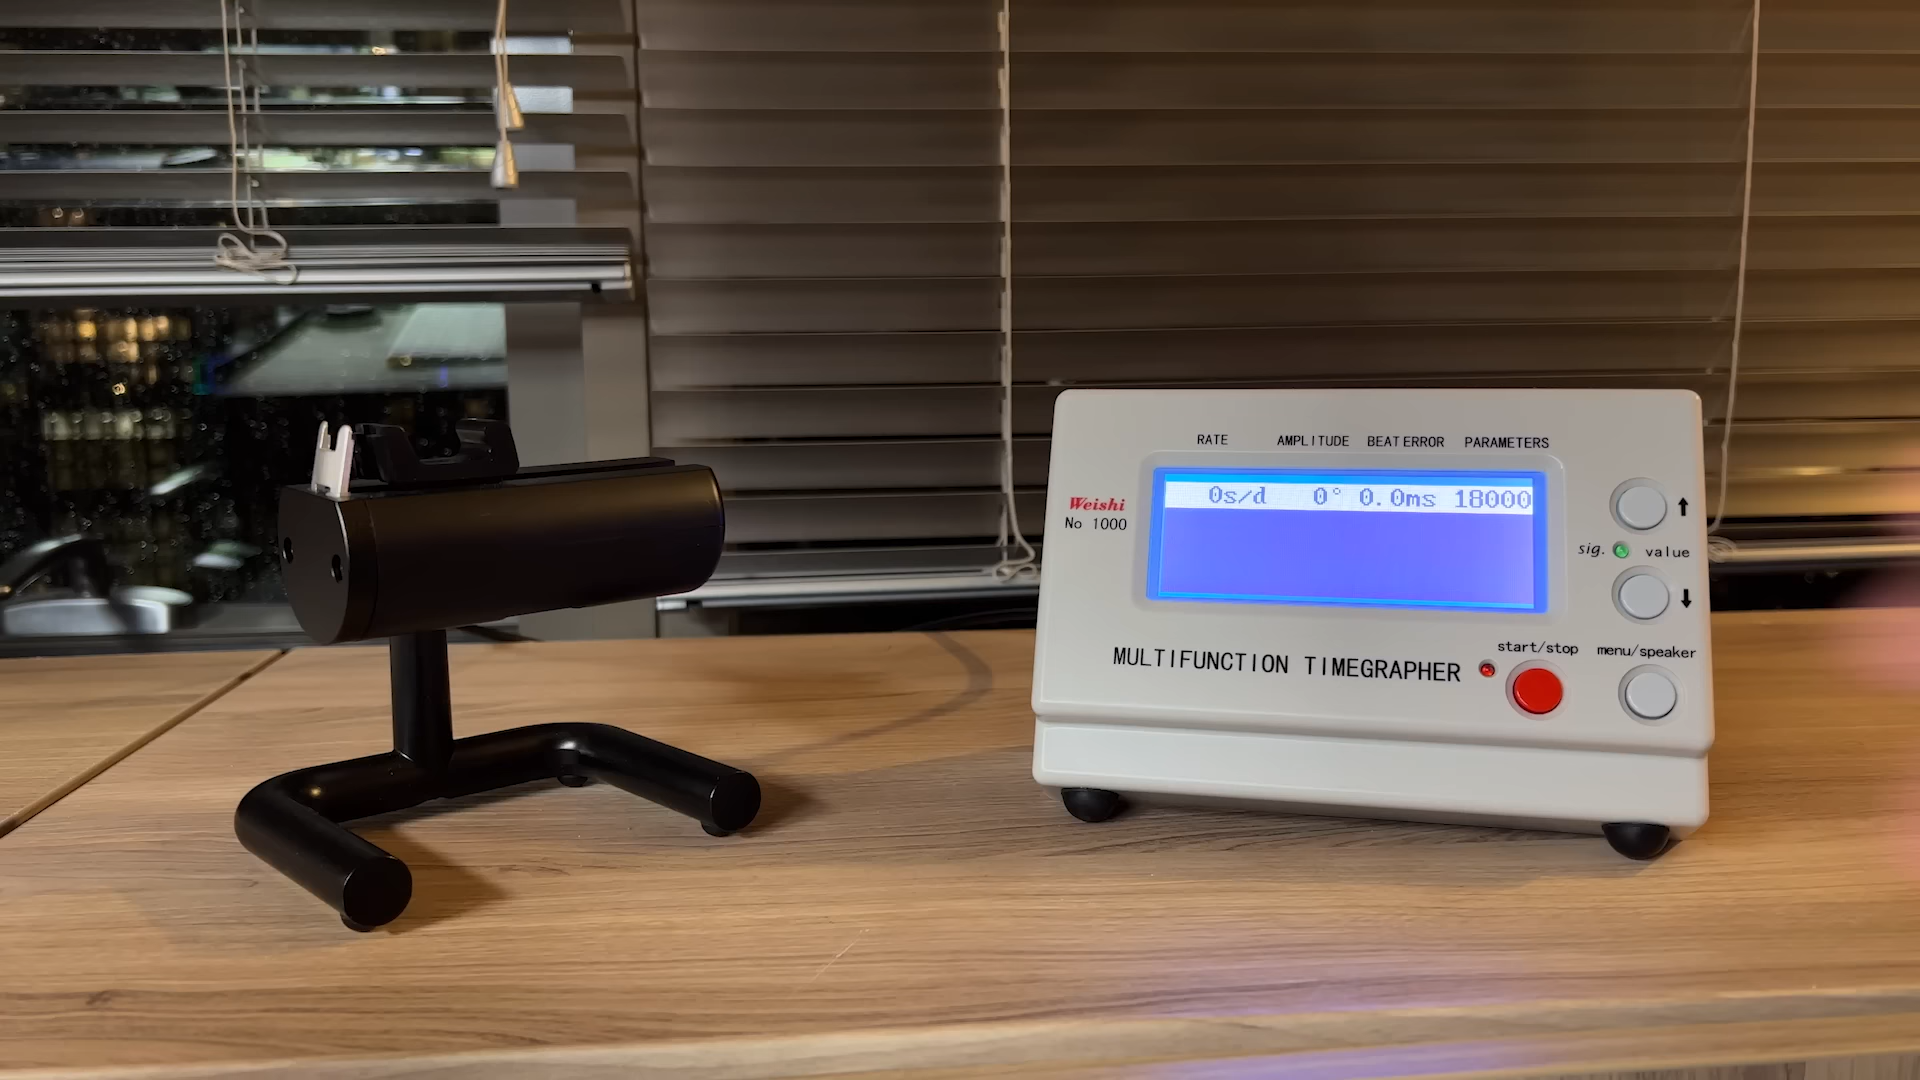 RATE AMPLITUDE BEAT ERROR PARAMETERS
0s/d 0° 0.0ms 18000
Weishi
No 1000
sig. value
start/stop menu/speaker
MULTIFUNCTION TIMEGRAPHER